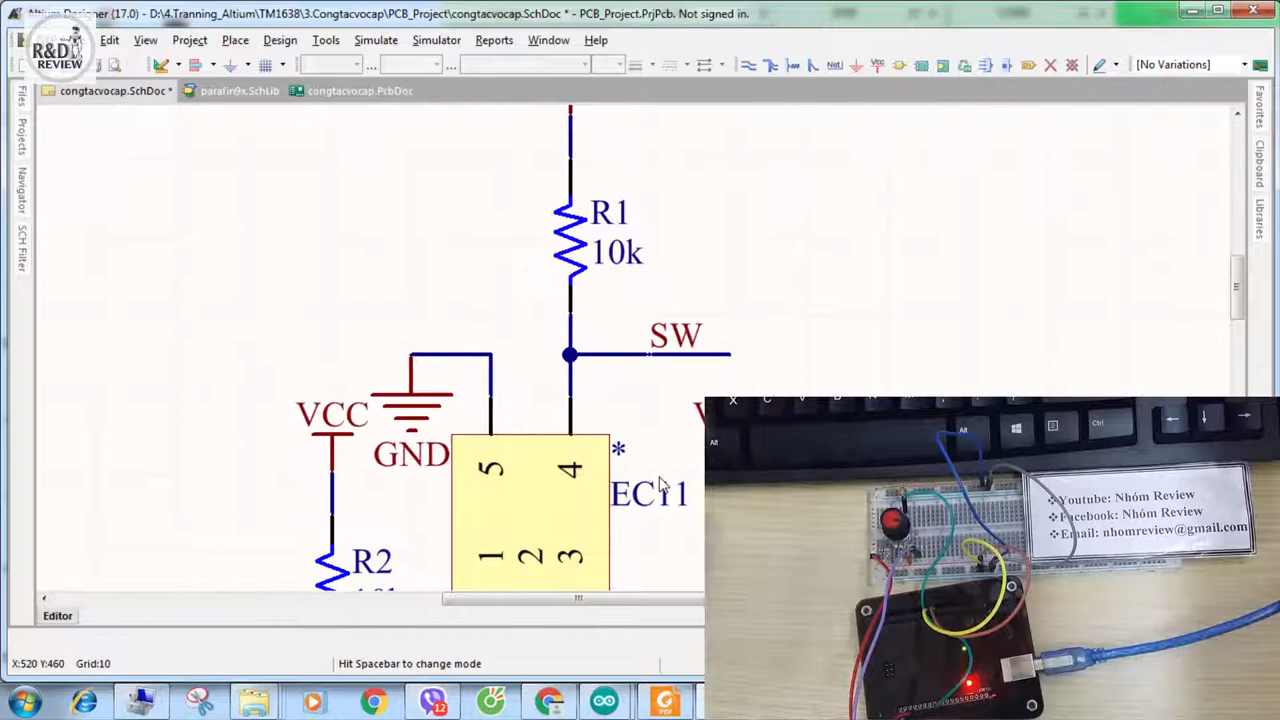 Altium Designer (17.0) - D:\4.Tranning_Altium\TM1638\3.Congtacvocap\PCB_Project\congtacvocap.SchDoc * - PCB_Project.PrjPcb. Not signed in.
R&D
REVIEW
Edit View Project Place Design Tools Simulate Simulator Reports Window Help
[No Variations]
congtacvocap.SchDoc * parafin9x.SchLib congtacvocap.PcbDoc
Files
Projects
Navigator
SCH Filter
Favorites
Clipboard
Libraries
R1
10k
SW
VCC
GND
5 4
*
EC11
1 2 3
R2
X C
Alt
Alt
Ctrl
Youtube: Nhóm Review
Facebook: Nhóm Review
Email: nhomreview@gmail.com
Editor
X:520 Y:460 Grid:10
Hit Spacebar to change mode
12
PDF